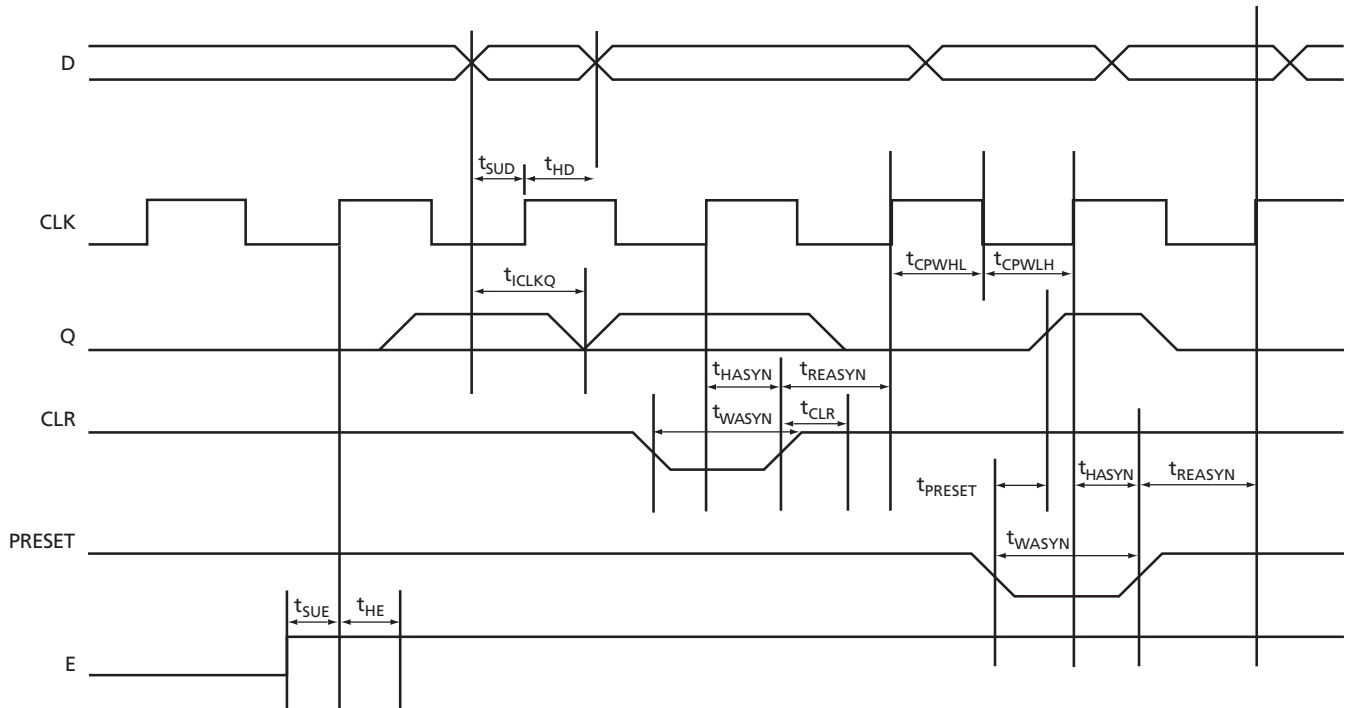 D
tSUD tHD
CLK
tCPWHL tCPWLH
tICLKQ
Q
tHASYN tREASYN
CLR
tWASYN tCLR
tPRESET tHASYN tREASYN
PRESET
tWASYN
tSUE tHE
E